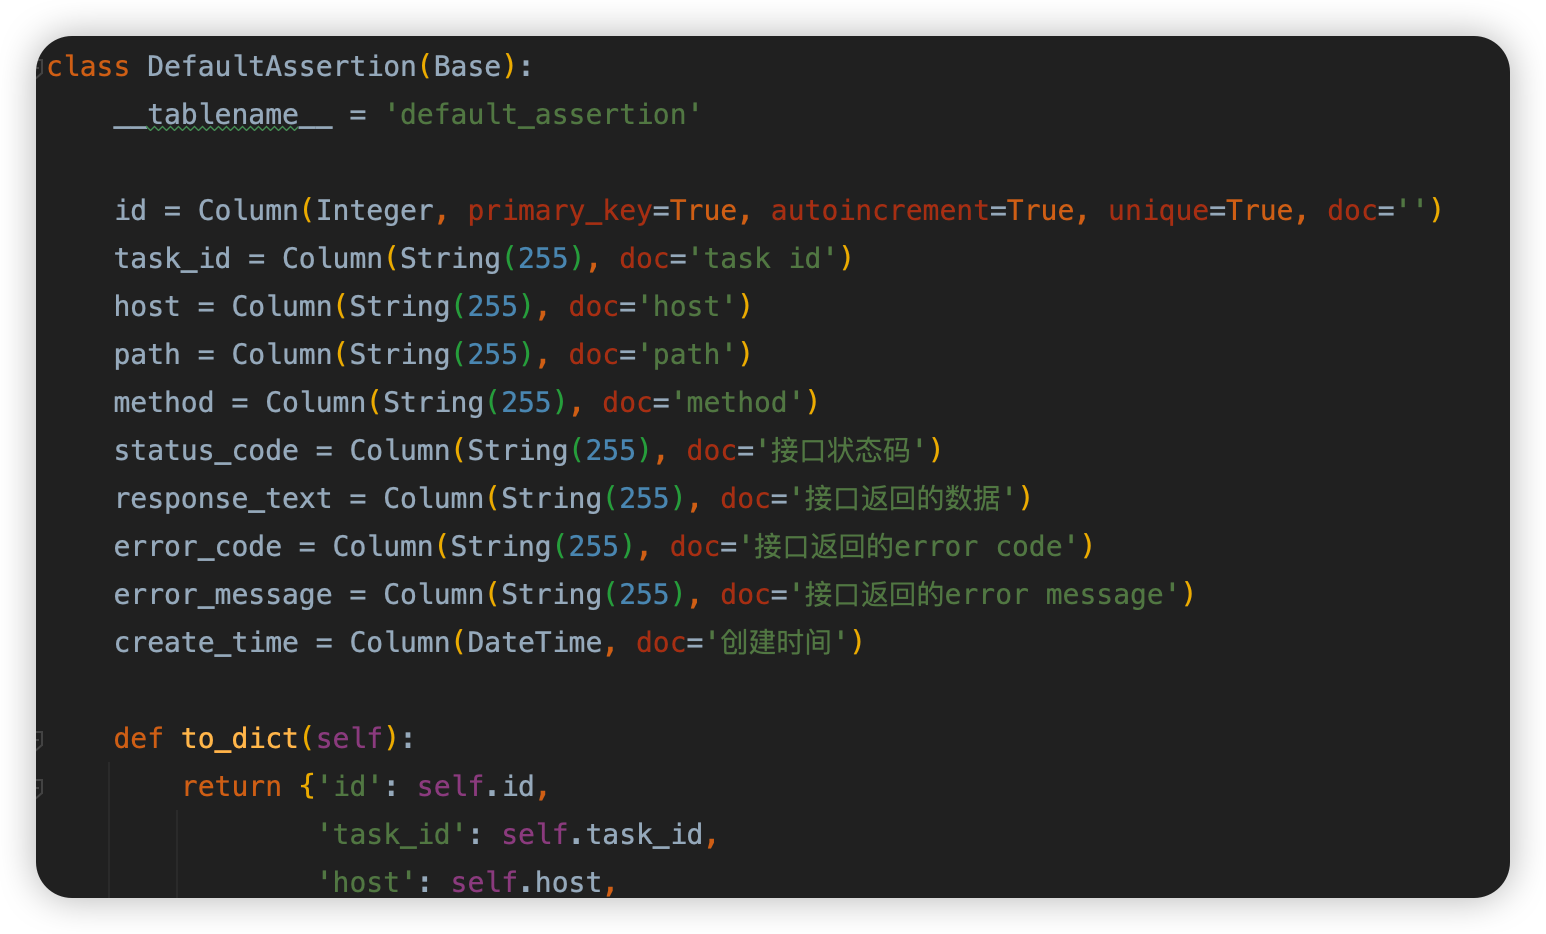 class DefaultAssertion(Base):
    __tablename__ = 'default_assertion'
    id = Column(Integer, primary_key=True, autoincrement=True, unique=True, doc='')
    task_id = Column(String(255), doc='task id')
    host = Column(String(255), doc='host')
    path = Column(String(255), doc='path')
    method = Column(String(255), doc='method')
    status_code = Column(String(255), doc='接口状态码')
    response_text = Column(String(255), doc='接口返回的数据')
    error_code = Column(String(255), doc='接口返回的error code')
    error_message = Column(String(255), doc='接口返回的error message')
    create_time = Column(DateTime, doc='创建时间')
    def to_dict(self):
        return {'id': self.id,
                'task_id': self.task_id,
                'host': self.host,